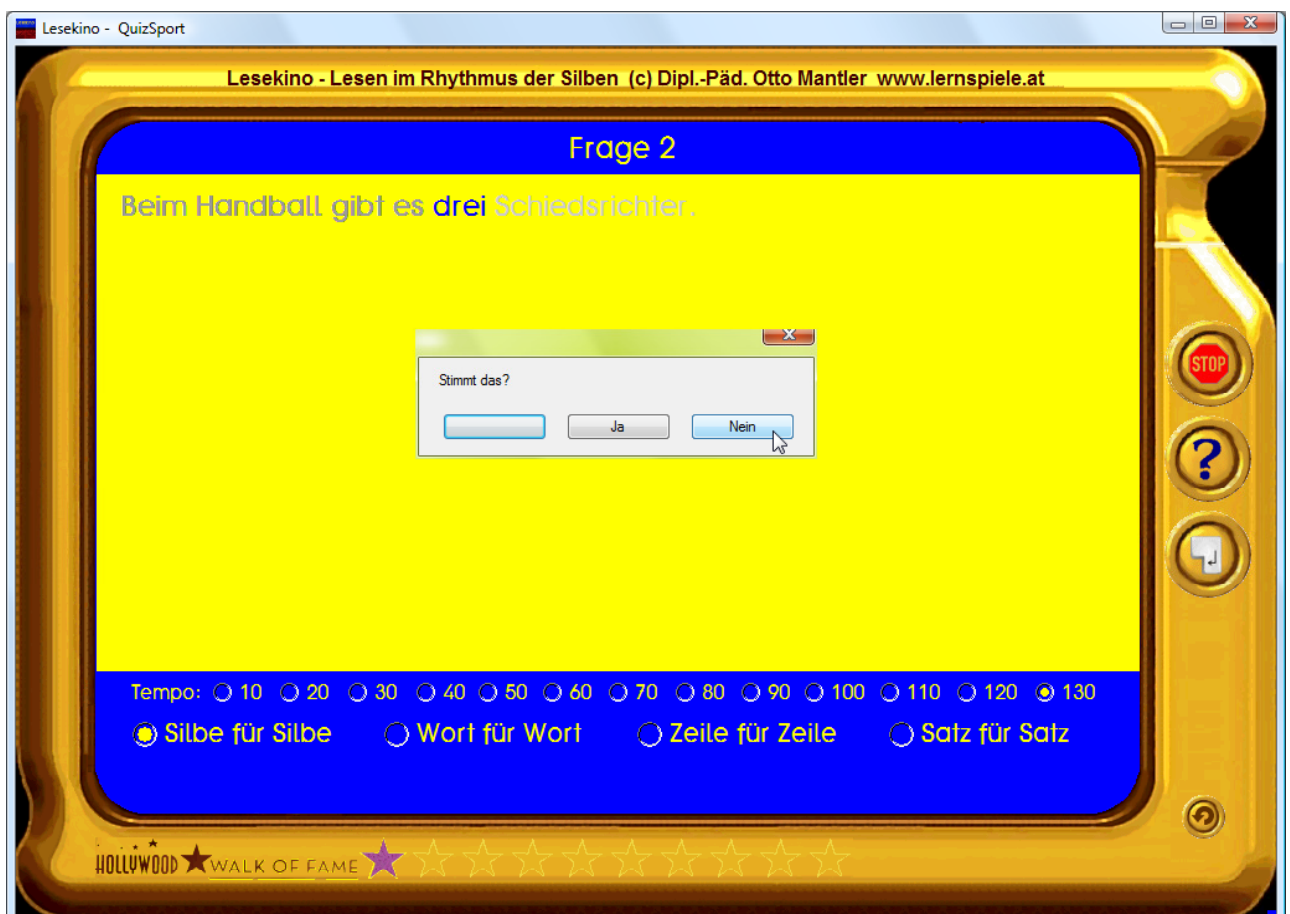 Lesekino - QuizSport
Lesekino - Lesen im Rhythmus der Silben (c) Dipl.-Päd. Otto Mantler www.lernspiele.at
Frage 2
Beim Handball gibt es drei Schiedsrichter.
Stimmt das?
Ja Nein
STOP
?
Tempo: 10 20 30 40 50 60 70 80 90 100 110 120 130
Silbe für Silbe Wort für Wort Zeile für Zeile Satz für Satz
HOLLYWOOD WALK OF FAME